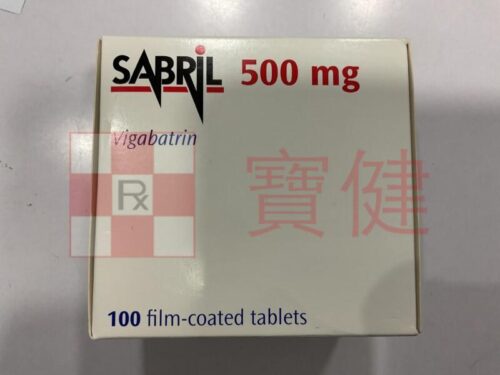 SABRIL 500 mg
Vigabatrin
Rx 寶健
100 film-coated tablets